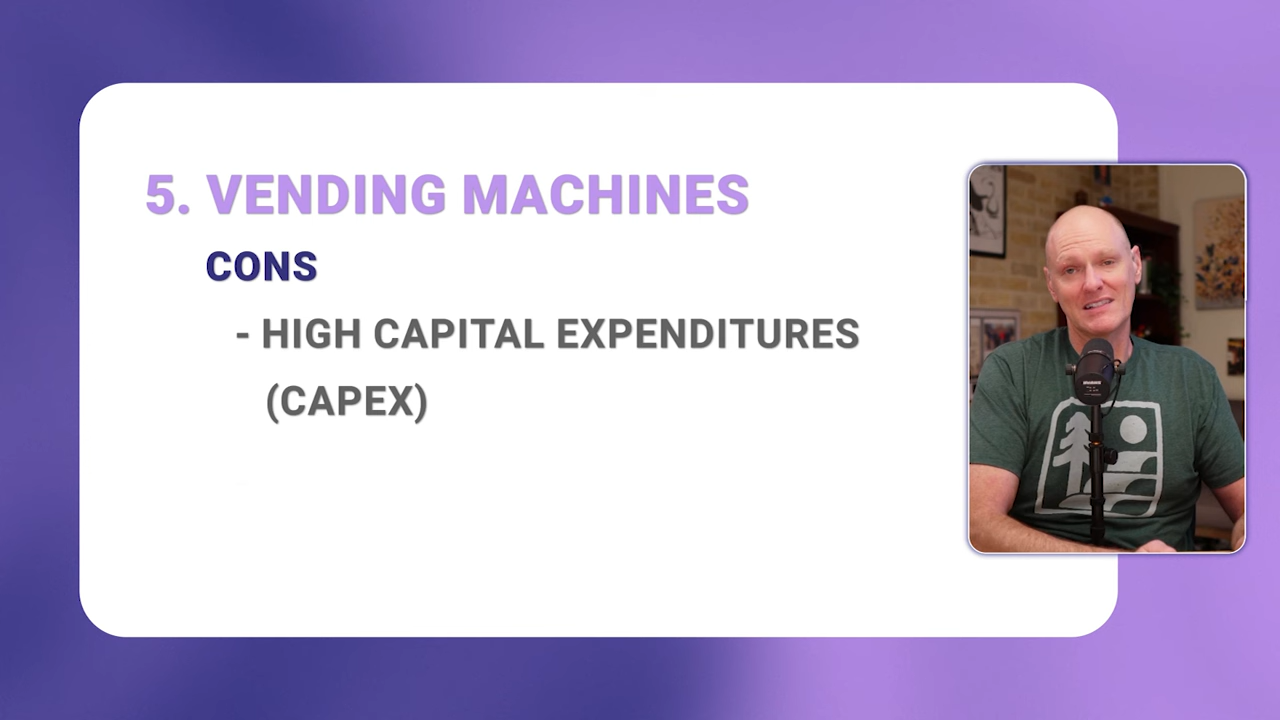 5. VENDING MACHINES
CONS
- HIGH CAPITAL EXPENDITURES
(CAPEX)